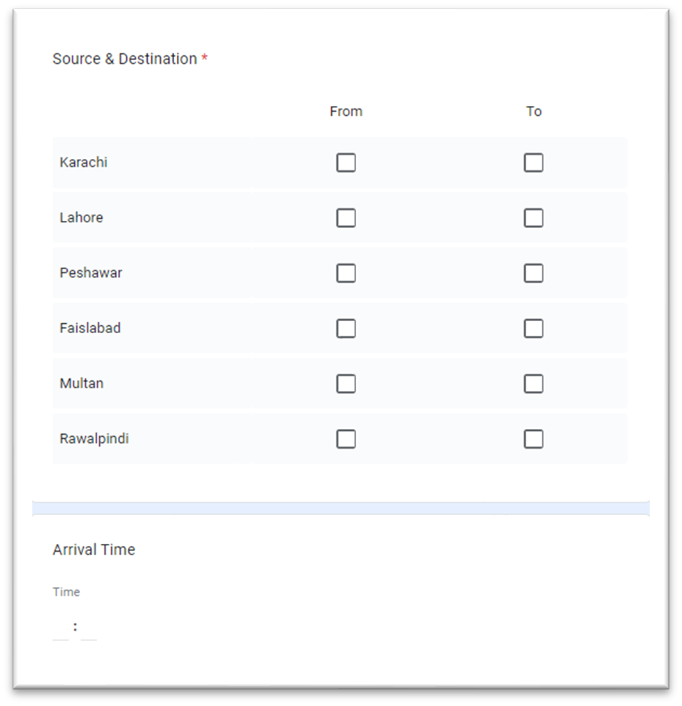 Source & Destination *
From To
Karachi
Lahore
Peshawar
Faislabad
Multan
Rawalpindi
Arrival Time
Time
: